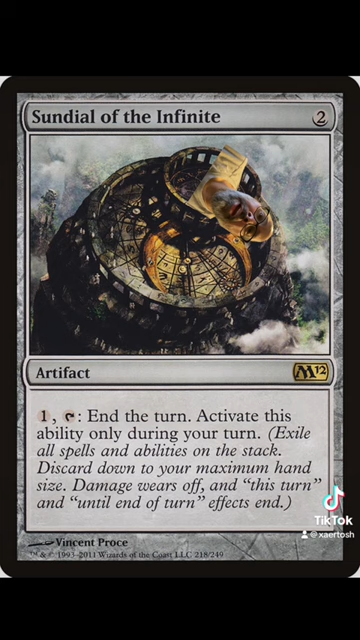 Sundial of the Infinite 2
Artifact M12
1, T: End the turn. Activate this
ability only during your turn. (Exile
all spells and abilities on the stack.
Discard down to your maximum hand
size. Damage wears off, and "this turn"
and "until end of turn" effects end.)
Vincent Proce
™ & © 1993-2011 Wizards of the Coast LLC 218/249
TikTok
@xaertosh